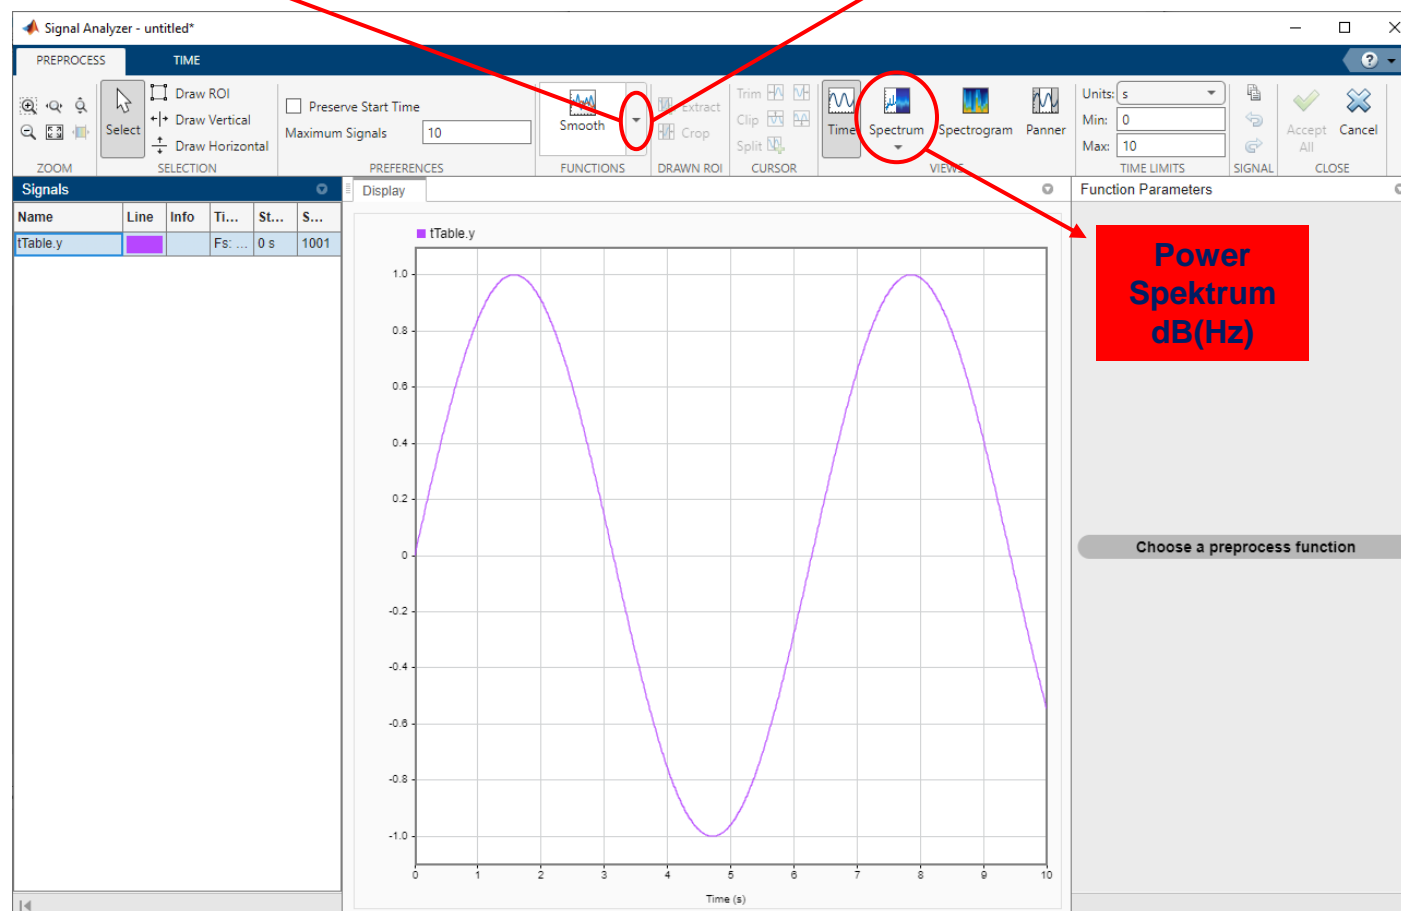 Signal Analyzer - untitled*
PREPROCESS TIME
Draw ROI
Draw Vertical
Draw Horizontal
Select
Preserve Start Time
Maximum Signals 10
Smooth
Extract
Crop
Trim
Clip
Split
Time Spectrum Spectrogram Panner
Units: s
Min: 0
Max: 10
Accept All
Cancel
ZOOM SELECTION PREFERENCES FUNCTIONS DRAWN ROI CURSOR VIEWS TIME LIMITS SIGNAL CLOSE
Signals
Name Line Info Ti... St... S...
tTable.y Fs: ... 0 s 1001
Display
tTable.y
1.0
0.8
0.6
0.4
0.2
0
-0.2
-0.4
-0.6
-0.8
-1.0
0 1 2 3 4 5 6 7 8 9 10
Time (s)
Function Parameters
Power
Spektrum
dB(Hz)
Choose a preprocess function